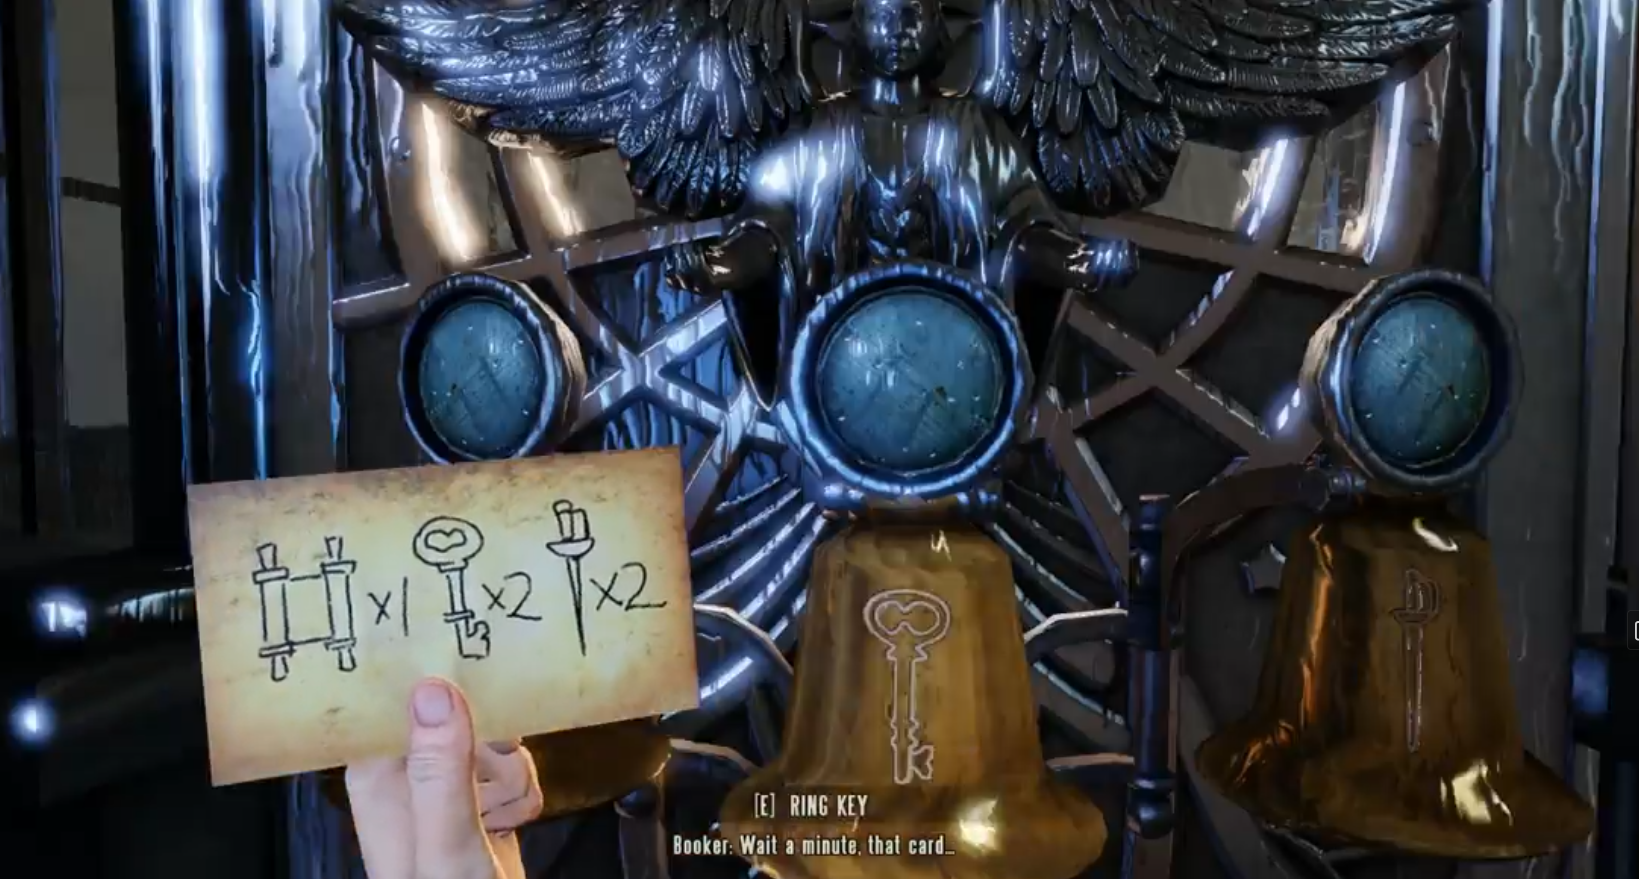 x1 x2 x2
[E] RING KEY
Booker: Wait a minute, that card...